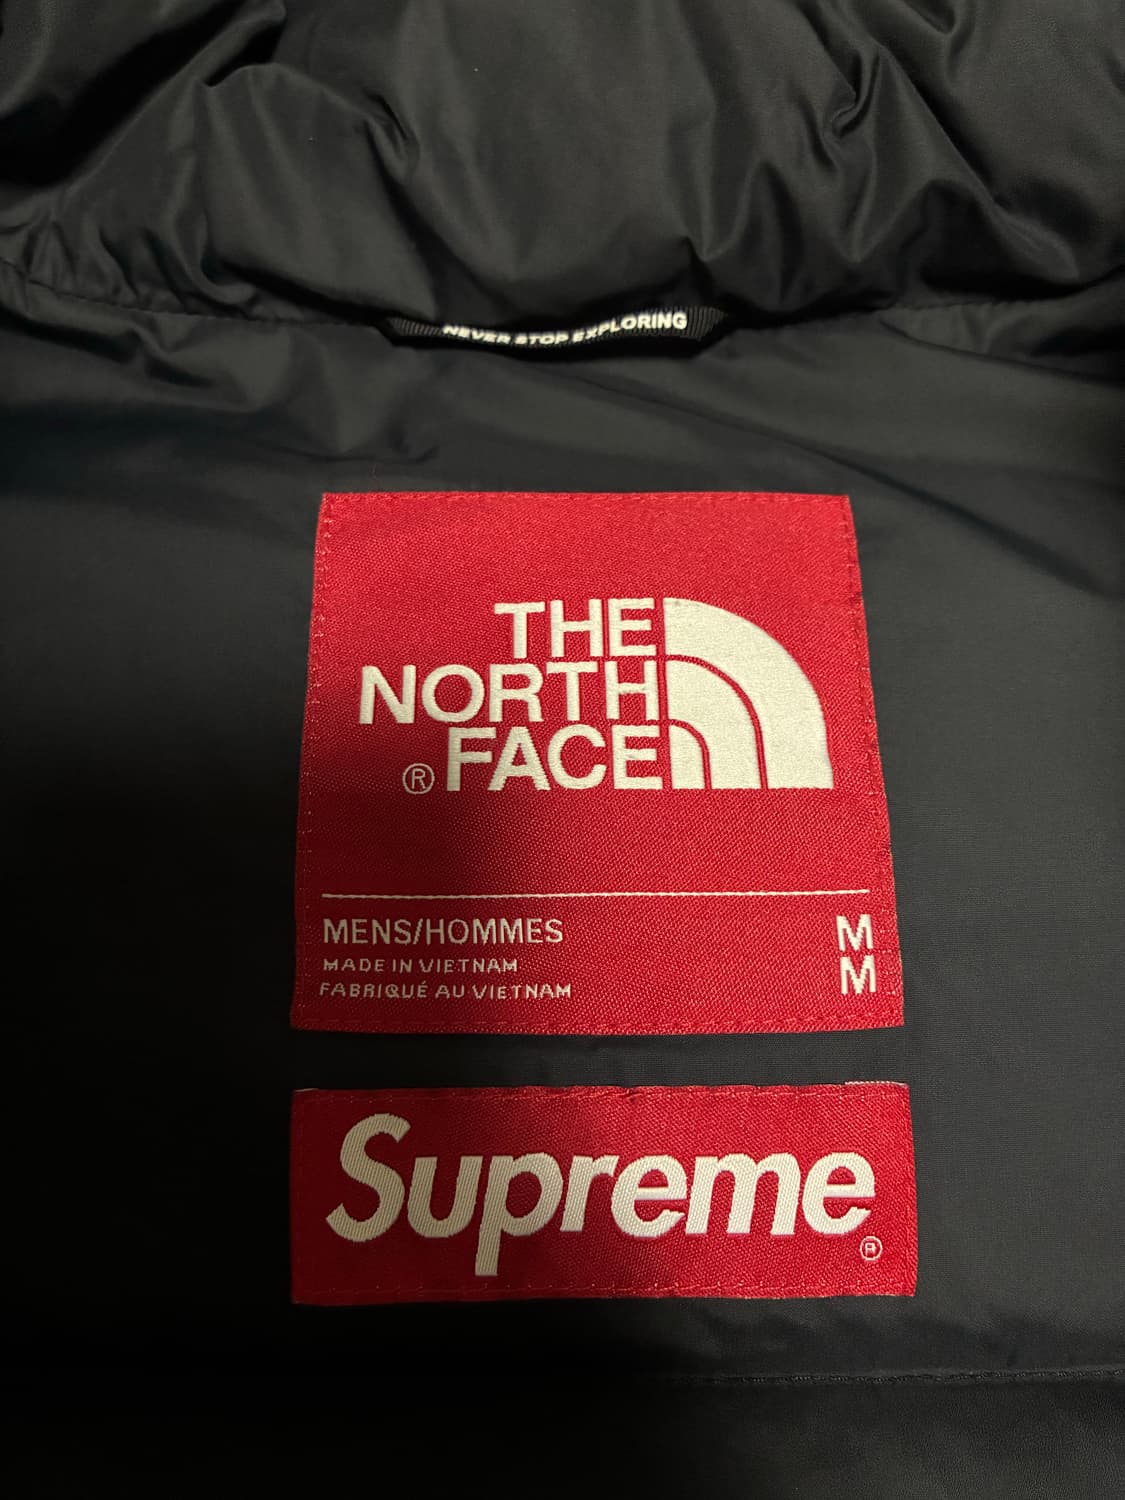 NEVER STOP EXPLORING
THE
NORTH
® FACE
MENS/HOMMES M
MADE IN VIETNAM
FABRIQUÉ AU VIETNAM M
Supreme ®